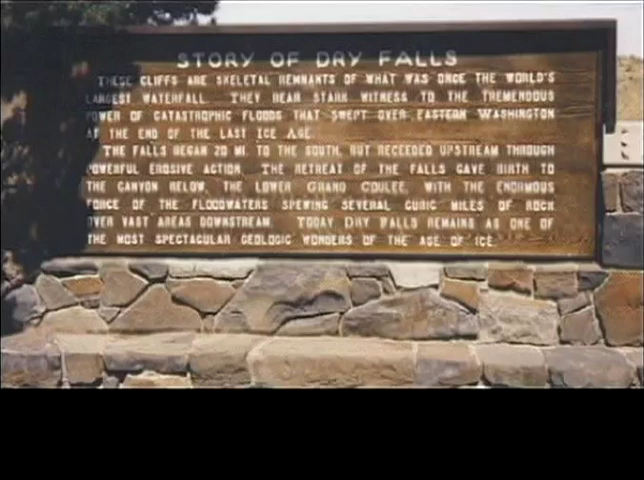 STORY OF DRY FALLS
THESE CLIFFS ARE SKELETAL REMNANTS OF WHAT WAS ONCE THE WORLD'S
LARGEST WATERFALL. THEY BEAR STARK WITNESS TO THE TREMENDOUS
POWER OF CATASTROPHIC FLOODS THAT SWEPT OVER EASTERN WASHINGTON
AT THE END OF THE LAST ICE AGE.
THE FALLS BEGAN 20 MI. TO THE SOUTH, BUT RECEEDED UPSTREAM THROUGH
POWERFUL EROSIVE ACTION. THE RETREAT OF THE FALLS GAVE BIRTH TO
THE CANYON BELOW, THE LOWER GRAND COULEE, WITH THE ENORMOUS
FORCE OF THE FLOODWATERS SPEWING SEVERAL CUBIC MILES OF ROCK
OVER VAST AREAS DOWNSTREAM. TODAY DRY FALLS REMAINS AS ONE OF
THE MOST SPECTACULAR GEOLOGIC WONDERS OF THE AGE OF ICE.